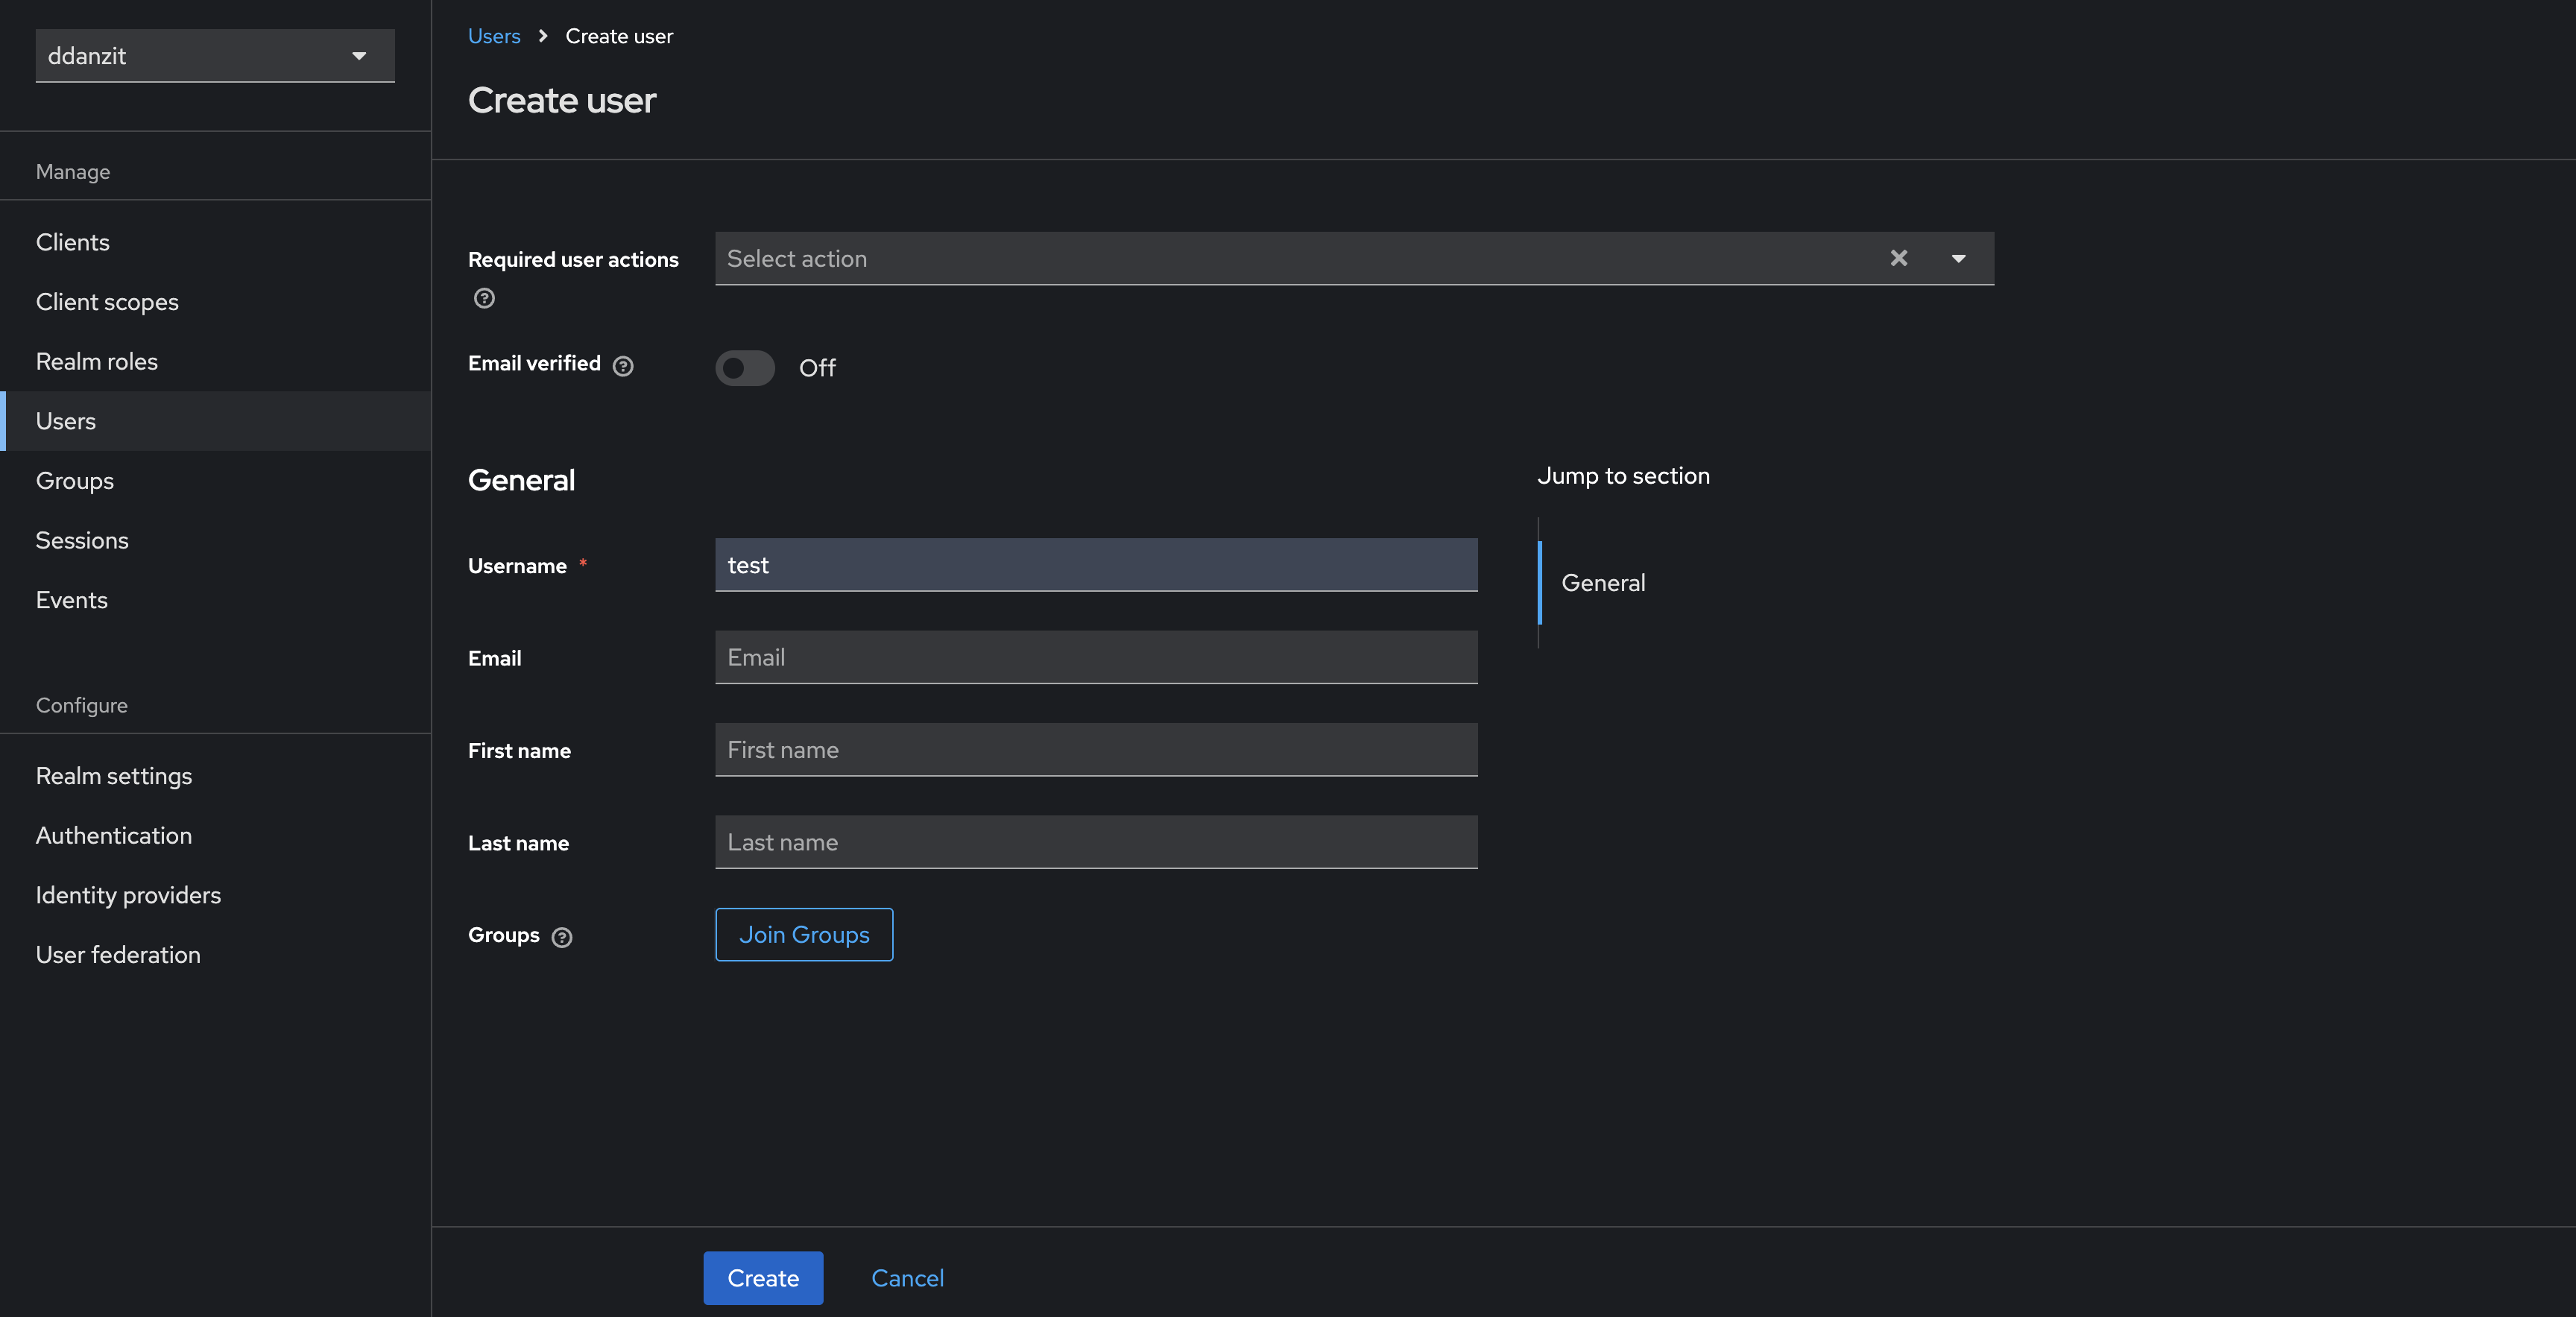 ddanzit
Manage
Clients
Client scopes
Realm roles
Users
Groups
Sessions
Events
Configure
Realm settings
Authentication
Identity providers
User federation
Users > Create user
Create user
Required user actions
Select action
Email verified
Off
General
Username *
test
Email
Email
First name
First name
Last name
Last name
Groups
Join Groups
Jump to section
General
Create
Cancel